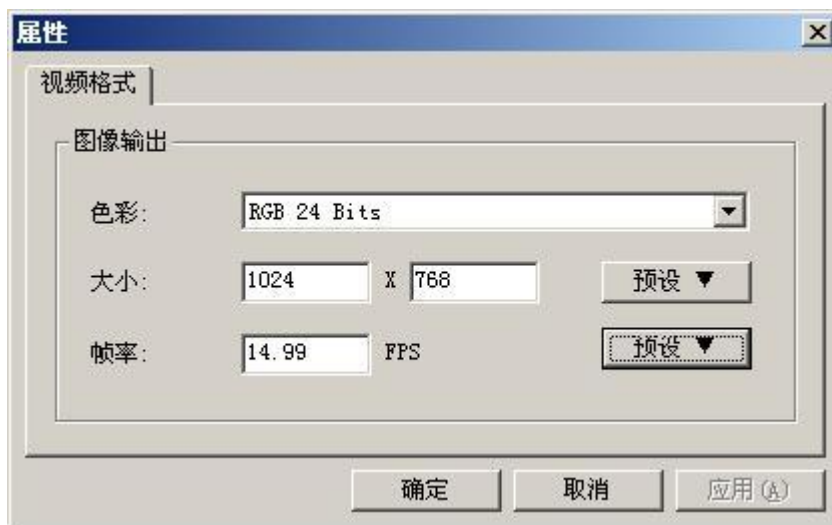 属性
视频格式
图像输出
色彩: RGB 24 Bits
大小: 1024 X 768 预设 ▼
帧率: 14.99 FPS 预设 ▼
确定 取消 应用(A)